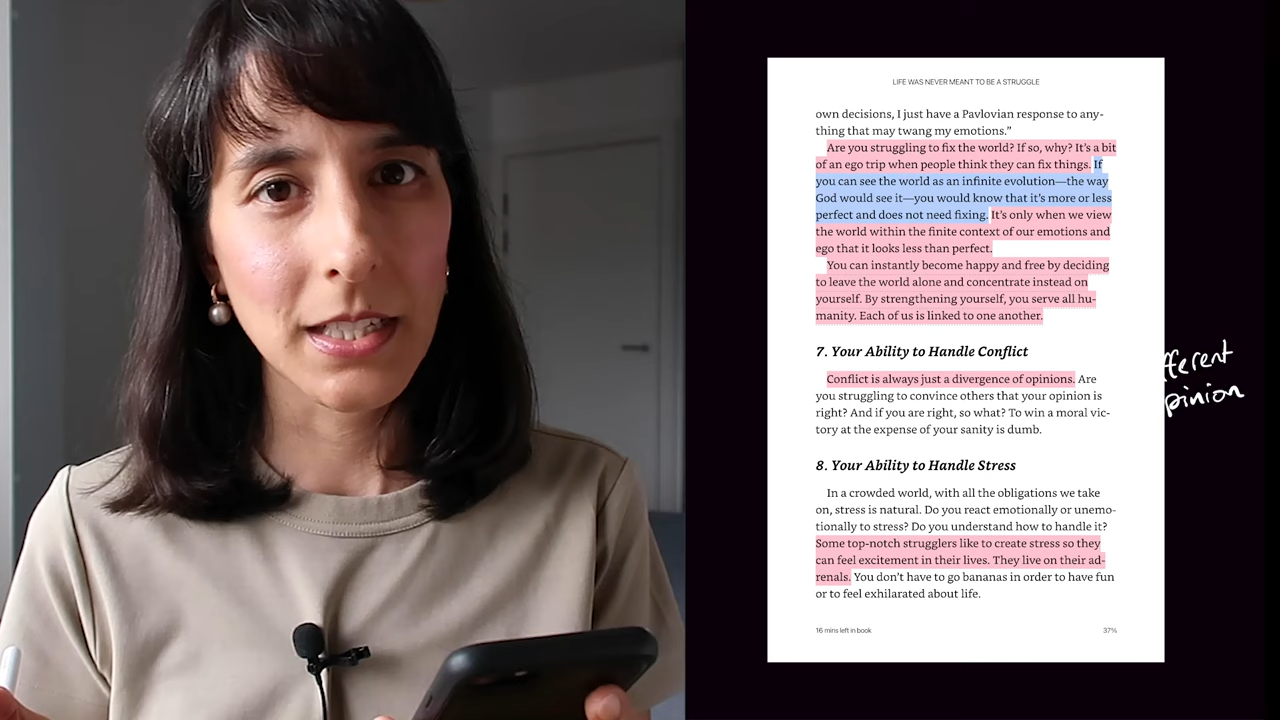 LIFE WAS NEVER MEANT TO BE A STRUGGLE
own decisions, I just have a Pavlovian response to any-
thing that may twang my emotions.”
Are you struggling to fix the world? If so, why? It’s a bit
of an ego trip when people think they can fix things. If
you can see the world as an infinite evolution—the way
God would see it—you would know that it’s more or less
perfect and does not need fixing. It’s only when we view
the world within the finite context of our emotions and
ego that it looks less than perfect.
You can instantly become happy and free by deciding
to leave the world alone and concentrate instead on
yourself. By strengthening yourself, you serve all hu-
manity. Each of us is linked to one another.
7. Your Ability to Handle Conflict
Conflict is always just a divergence of opinions. Are
you struggling to convince others that your opinion is
right? And if you are right, so what? To win a moral vic-
tory at the expense of your sanity is dumb.
8. Your Ability to Handle Stress
In a crowded world, with all the obligations we take
on, stress is natural. Do you react emotionally or unemo-
tionally to stress? Do you understand how to handle it?
Some top-notch strugglers like to create stress so they
can feel excitement in their lives. They live on their ad-
renals. You don’t have to go bananas in order to have fun
or to feel exhilarated about life.
16 mins left in book 37%
fferent
pinion